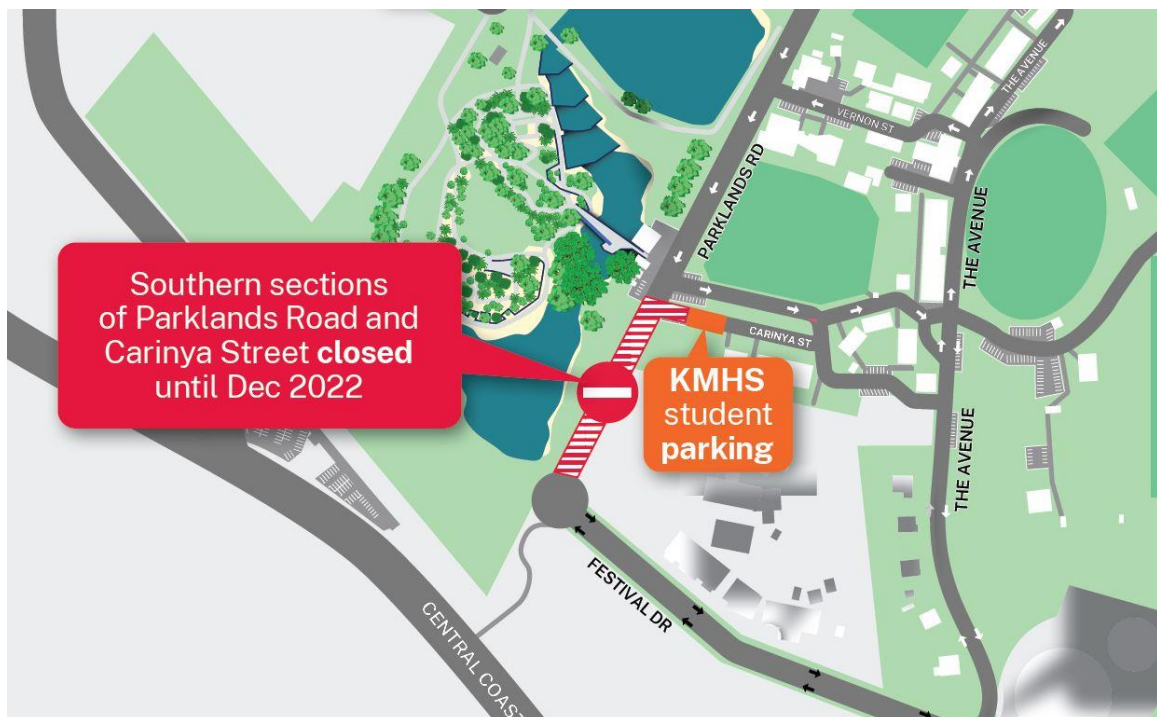 THE AVENUE
VERNON ST
PARKLANDS RD
THE AVENUE
Southern sections
of Parklands Road and
Carinya Street closed
until Dec 2022
CARINYA ST
KMHS
student
parking
THE AVENUE
FESTIVAL DR
CENTRAL COAST